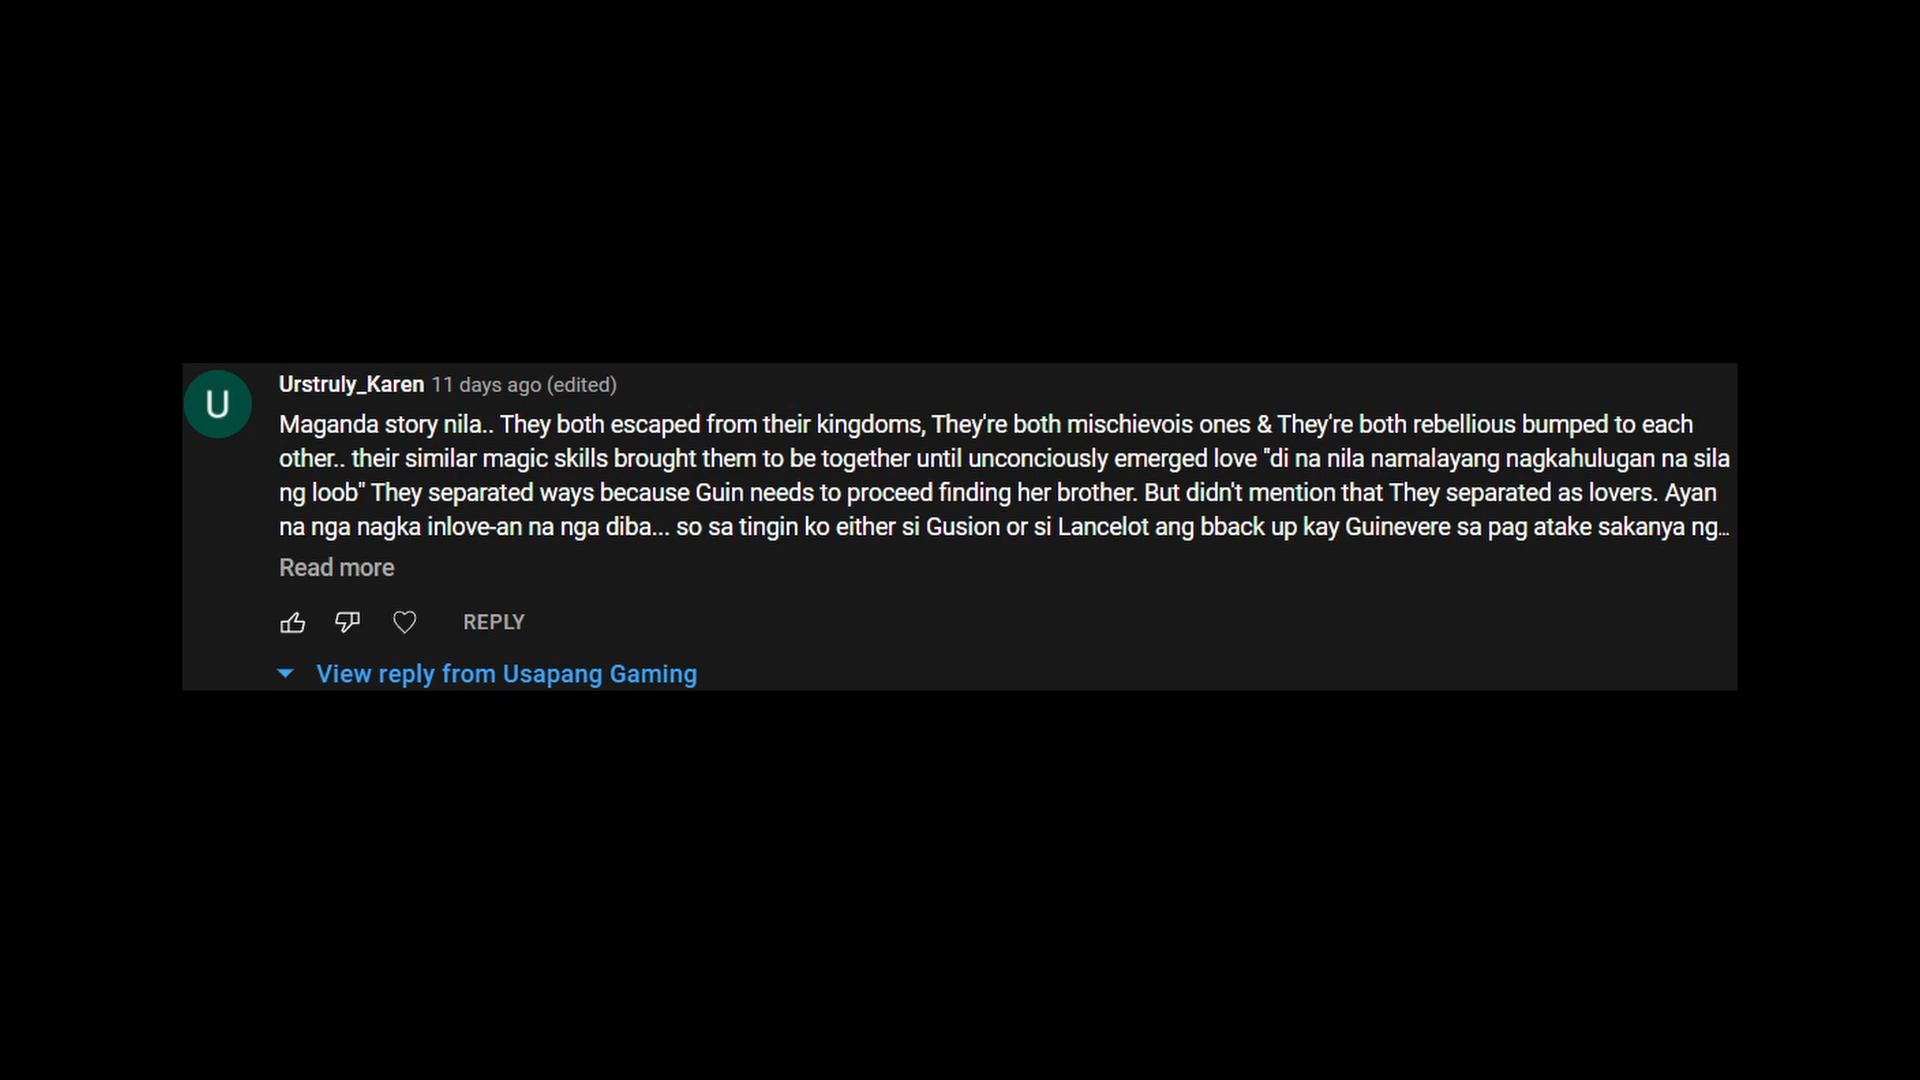 U
Urstruly_Karen 11 days ago (edited)
Maganda story nila.. They both escaped from their kingdoms, They're both mischievois ones & They're both rebellious bumped to each
other.. their similar magic skills brought them to be together until unconciously emerged love "di na nila namalayang nagkahulugan na sila
ng loob" They separated ways because Guin needs to proceed finding her brother. But didn't mention that They separated as lovers. Ayan
na nga nagka inlove-an na nga diba... so sa tingin ko either si Gusion or si Lancelot ang bback up kay Guinevere sa pag atake sakanya ng...
Read more
REPLY
View reply from Usapang Gaming